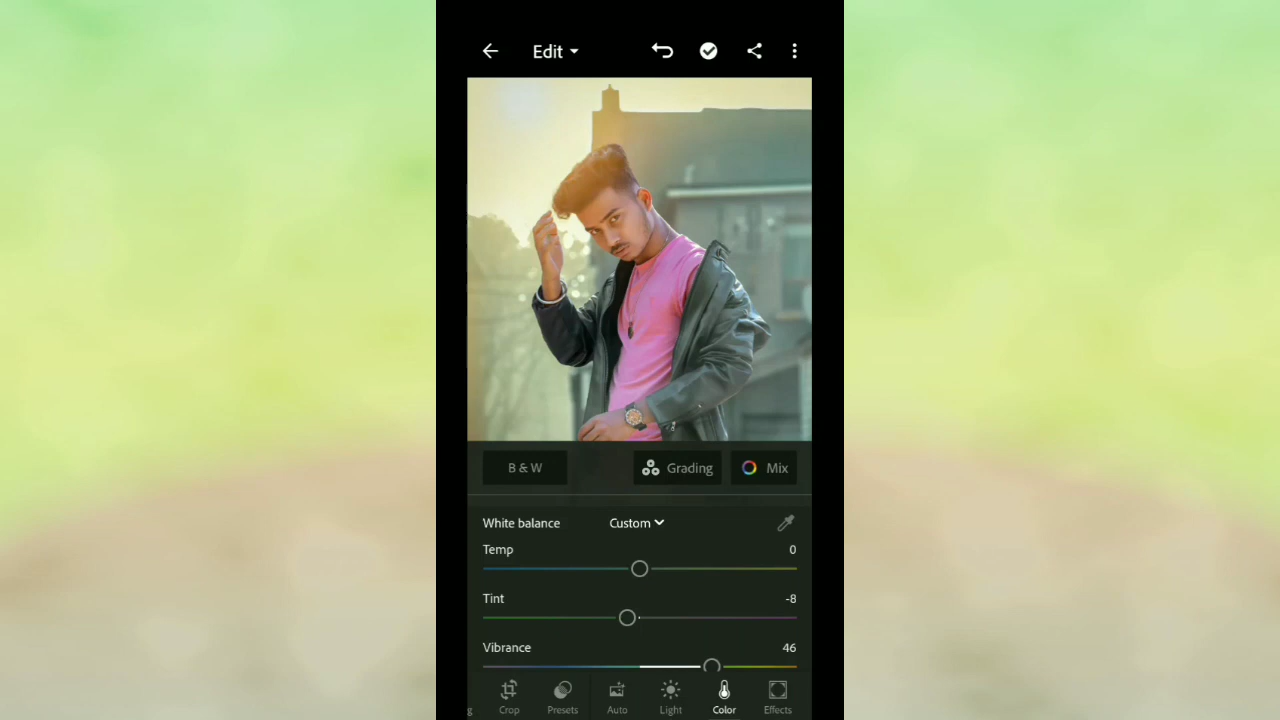 Edit
B & W
Grading
Mix
White balance
Custom
Temp
0
Tint
-8
Vibrance
46
g
Crop
Presets
Auto
Light
Color
Effects